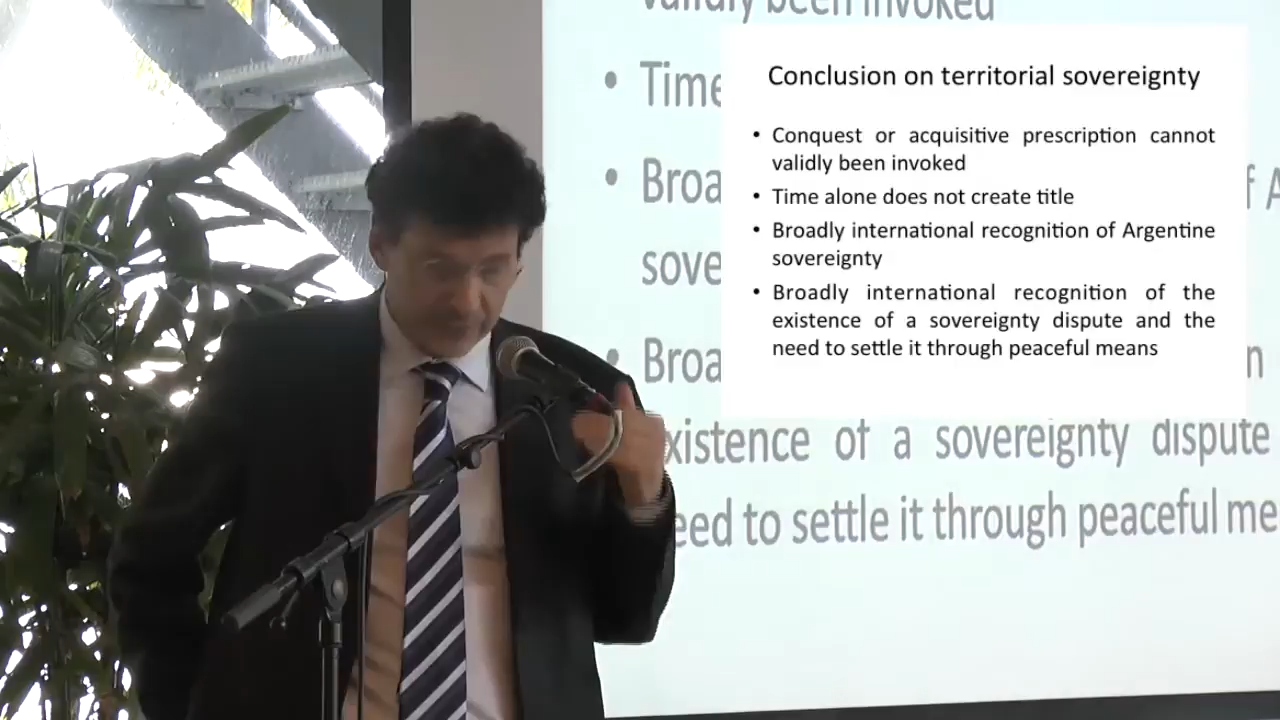 validly been invoked
Time
Broa
f A
sove
Broa
n
xistence of a sovereignty dispute
eed to settle it through peaceful me
Conclusion on territorial sovereignty
• Conquest or acquisitive prescription cannot
validly been invoked
• Time alone does not create title
• Broadly international recognition of Argentine
sovereignty
• Broadly international recognition of the
existence of a sovereignty dispute and the
need to settle it through peaceful means